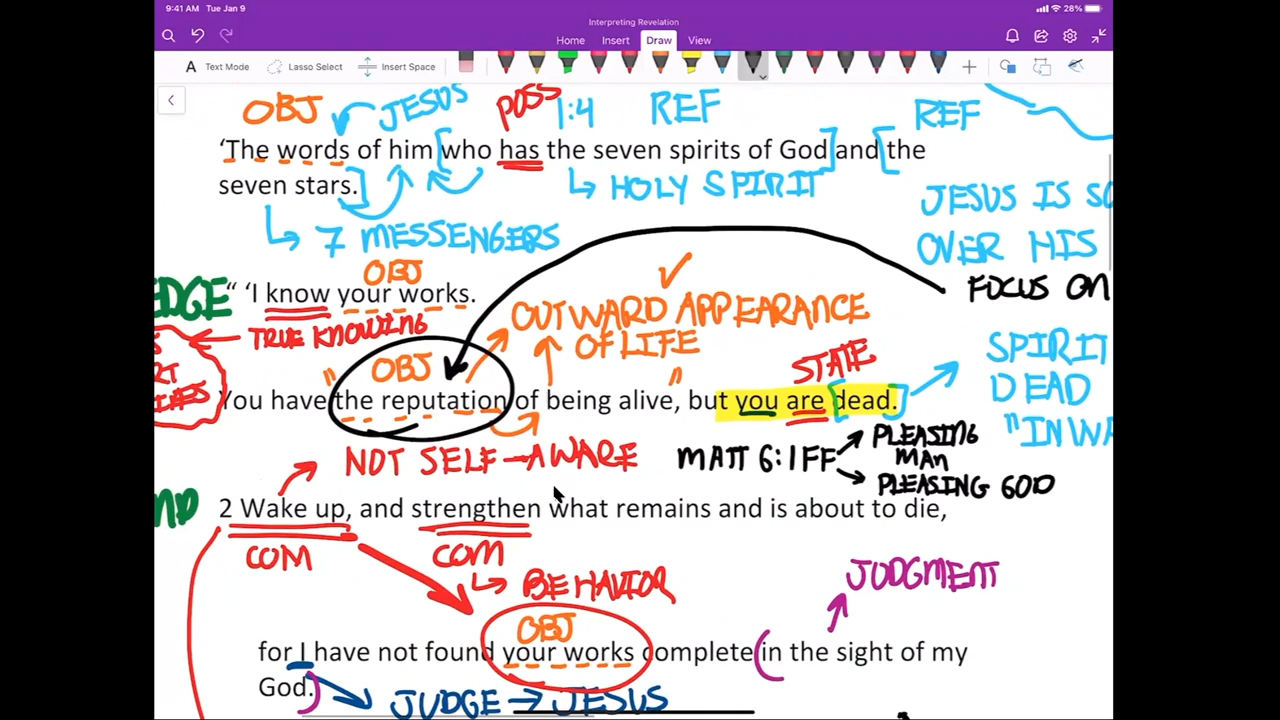 9:41 AM Tue Jan 9
28%
Interpreting Revelation
Home Insert Draw View
Text Mode Lasso Select Insert Space
OBJ JESUS POSS 1:4 REF REF
‘The words of him [who has the seven spirits of God] and [the
seven stars.]
HOLY SPIRIT
JESUS IS
7 MESSENGERS
OVER HIS
OBJ
FOCUS ON
“ ‘I know your works.
TRUE KNOWING
OUTWARD APPEARANCE
OF LIFE
STATE
SPIRIT
DEAD
OBJ
You have the reputation of being alive, but you are [dead.]
NOT SELF-AWARE
MATT 6:1FF
PLEASING
MAN
PLEASING GOD
2 Wake up, and strengthen what remains and is about to die,
COM COM
BEHAVIOR
JUDGMENT
OBJ
for I have not found your works complete (in the sight of my
God.)
JUDGE → JESUS